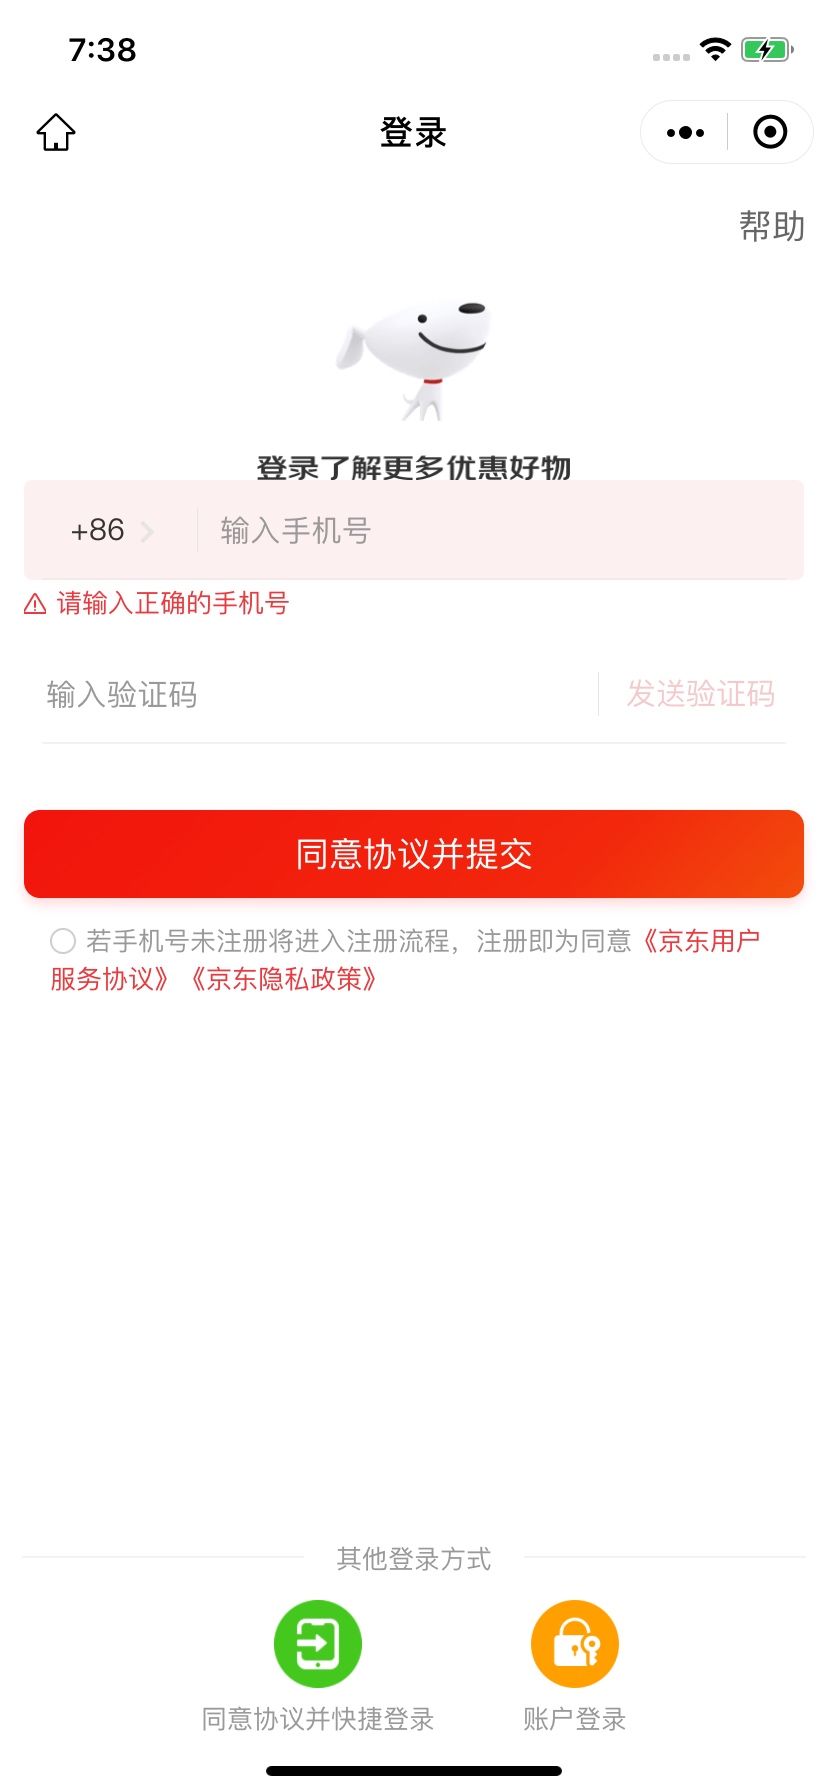 7:38
登录
帮助
登录了解更多优惠好物
+86 输入手机号
请输入正确的手机号
输入验证码 发送验证码
同意协议并提交
若手机号未注册将进入注册流程，注册即为同意《京东用户
服务协议》《京东隐私政策》
其他登录方式
同意协议并快捷登录 账户登录